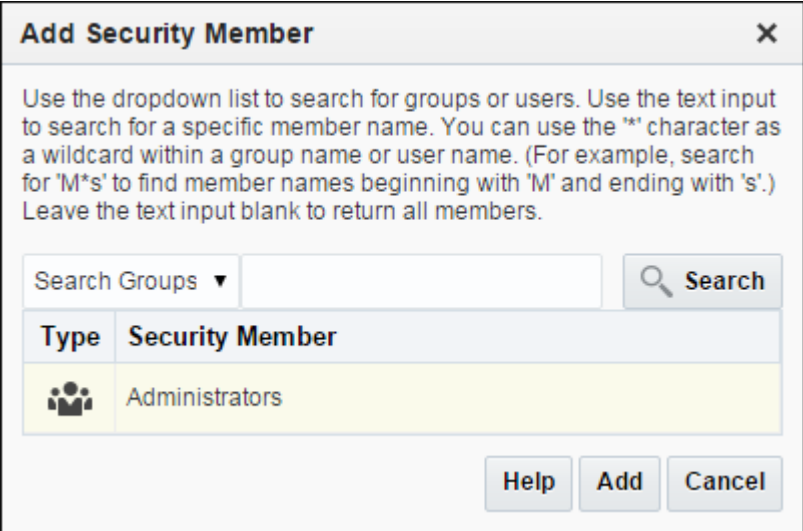 Add Security Member
Use the dropdown list to search for groups or users. Use the text input
to search for a specific member name. You can use the '*' character as
a wildcard within a group name or user name. (For example, search
for 'M*s' to find member names beginning with 'M' and ending with 's'.)
Leave the text input blank to return all members.
Search Groups Search
Type Security Member
Administrators
Help Add Cancel